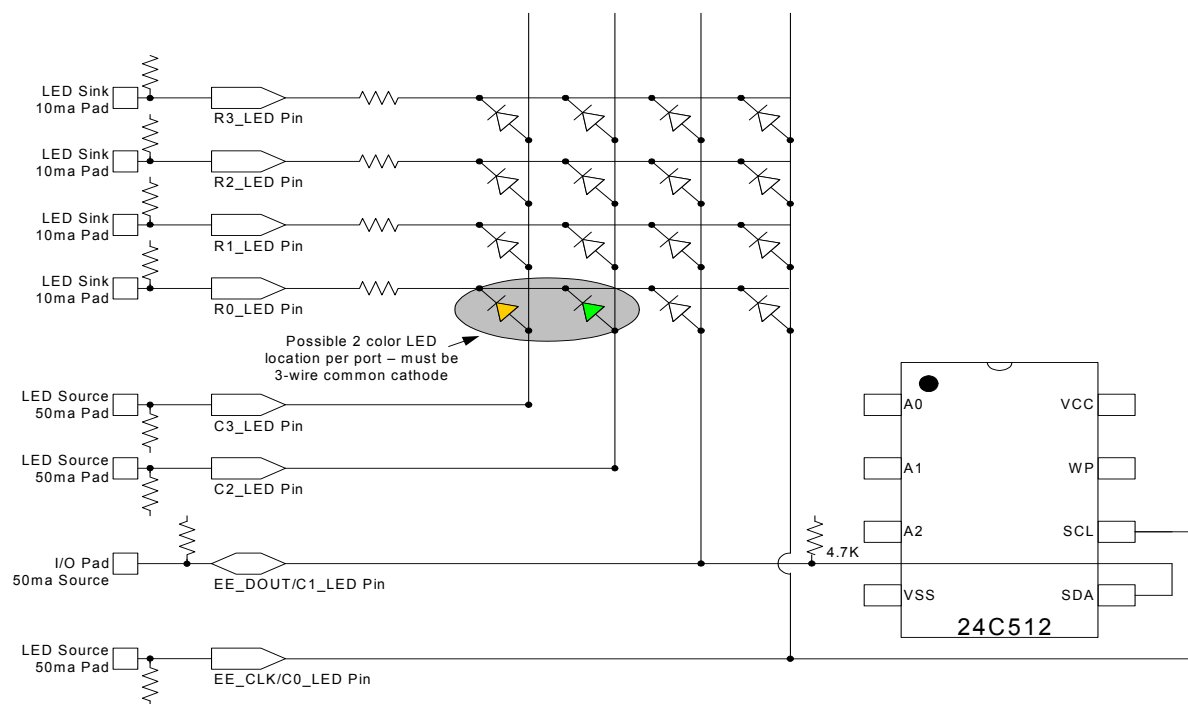 LED Sink
10ma Pad
R3_LED Pin
LED Sink
10ma Pad
R2_LED Pin
LED Sink
10ma Pad
R1_LED Pin
LED Sink
10ma Pad
R0_LED Pin
Possible 2 color LED
location per port – must be
3-wire common cathode
LED Source
50ma Pad
C3_LED Pin
LED Source
50ma Pad
C2_LED Pin
I/O Pad
50ma Source
EE_DOUT/C1_LED Pin
4.7K
LED Source
50ma Pad
EE_CLK/C0_LED Pin
A0
VCC
A1
WP
A2
SCL
VSS
SDA
24C512